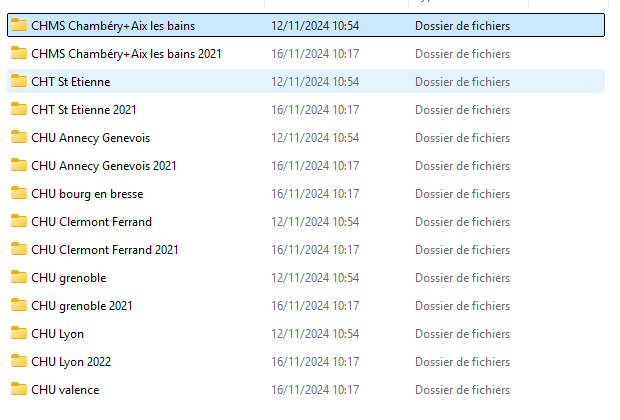 CHMS Chambéry+Aix les bains 12/11/2024 10:54 Dossier de fichiers
CHMS Chambéry+Aix les bains 2021 16/11/2024 10:17 Dossier de fichiers
CHT St Etienne 12/11/2024 10:54 Dossier de fichiers
CHT St Etienne 2021 16/11/2024 10:17 Dossier de fichiers
CHU Annecy Genevois 12/11/2024 10:54 Dossier de fichiers
CHU Annecy Genevois 2021 16/11/2024 10:17 Dossier de fichiers
CHU bourg en bresse 16/11/2024 10:17 Dossier de fichiers
CHU Clermont Ferrand 12/11/2024 10:54 Dossier de fichiers
CHU Clermont Ferrand 2021 16/11/2024 10:17 Dossier de fichiers
CHU grenoble 12/11/2024 10:54 Dossier de fichiers
CHU grenoble 2021 16/11/2024 10:17 Dossier de fichiers
CHU Lyon 12/11/2024 10:54 Dossier de fichiers
CHU Lyon 2022 16/11/2024 10:17 Dossier de fichiers
CHU valence 16/11/2024 10:17 Dossier de fichiers